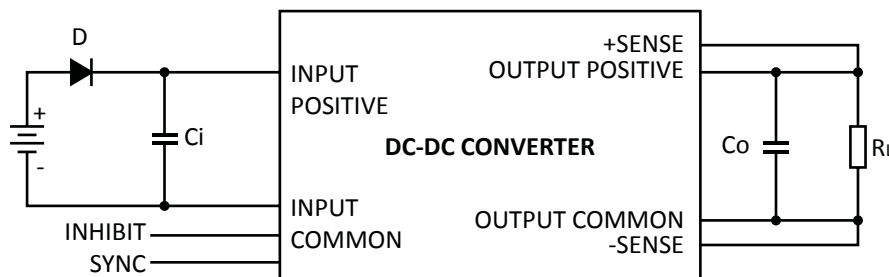 D
+SENSE
INPUT
POSITIVE
OUTPUT POSITIVE
+
-
Ci
DC-DC CONVERTER
Co
INPUT
COMMON
OUTPUT COMMON
-SENSE
INHIBIT
SYNC